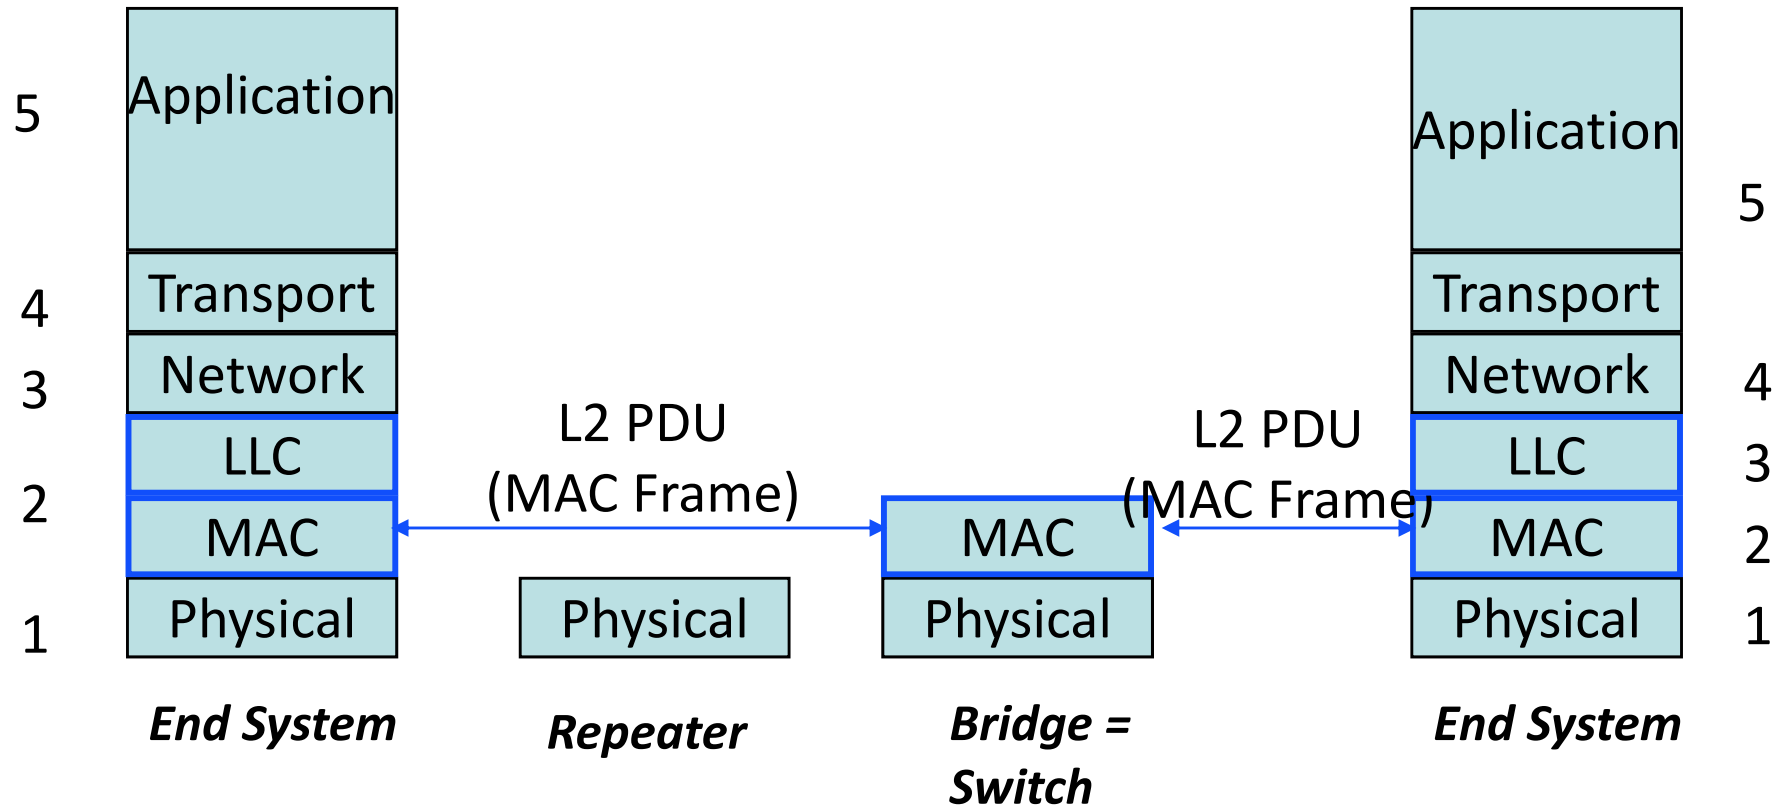 5
Application
4
Transport
3
Network
2
LLC
MAC
1
Physical
End System
L2 PDU
(MAC Frame)
Physical
Repeater
MAC
Physical
Bridge =
Switch
L2 PDU
(MAC Frame)
Application
Transport
Network
LLC
MAC
Physical
End System
5
4
3
2
1